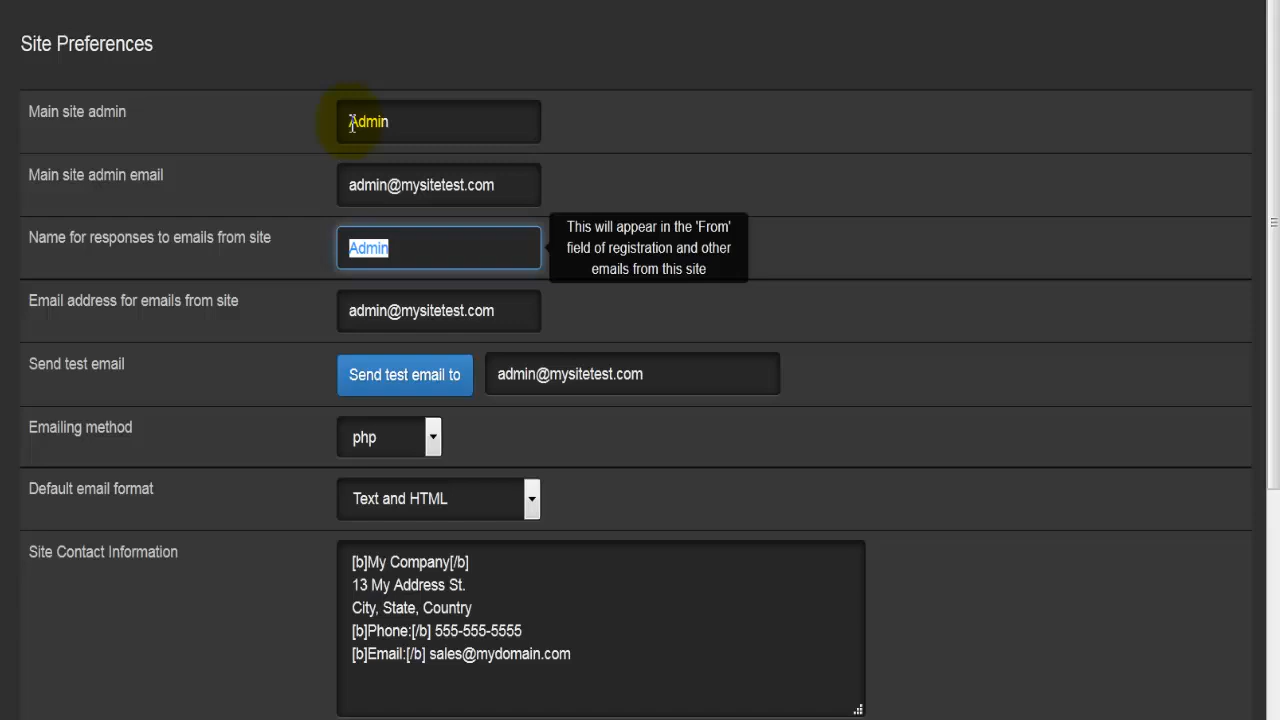 Site Preferences
Main site admin
Admin
Main site admin email
admin@mysitetest.com
Name for responses to emails from site
Admin
This will appear in the 'From'
field of registration and other
emails from this site
Email address for emails from site
admin@mysitetest.com
Send test email
Send test email to
admin@mysitetest.com
Emailing method
php
Default email format
Text and HTML
Site Contact Information
[b]My Company[/b]
13 My Address St.
City, State, Country
[b]Phone:[/b] 555-555-5555
[b]Email:[/b] sales@mydomain.com